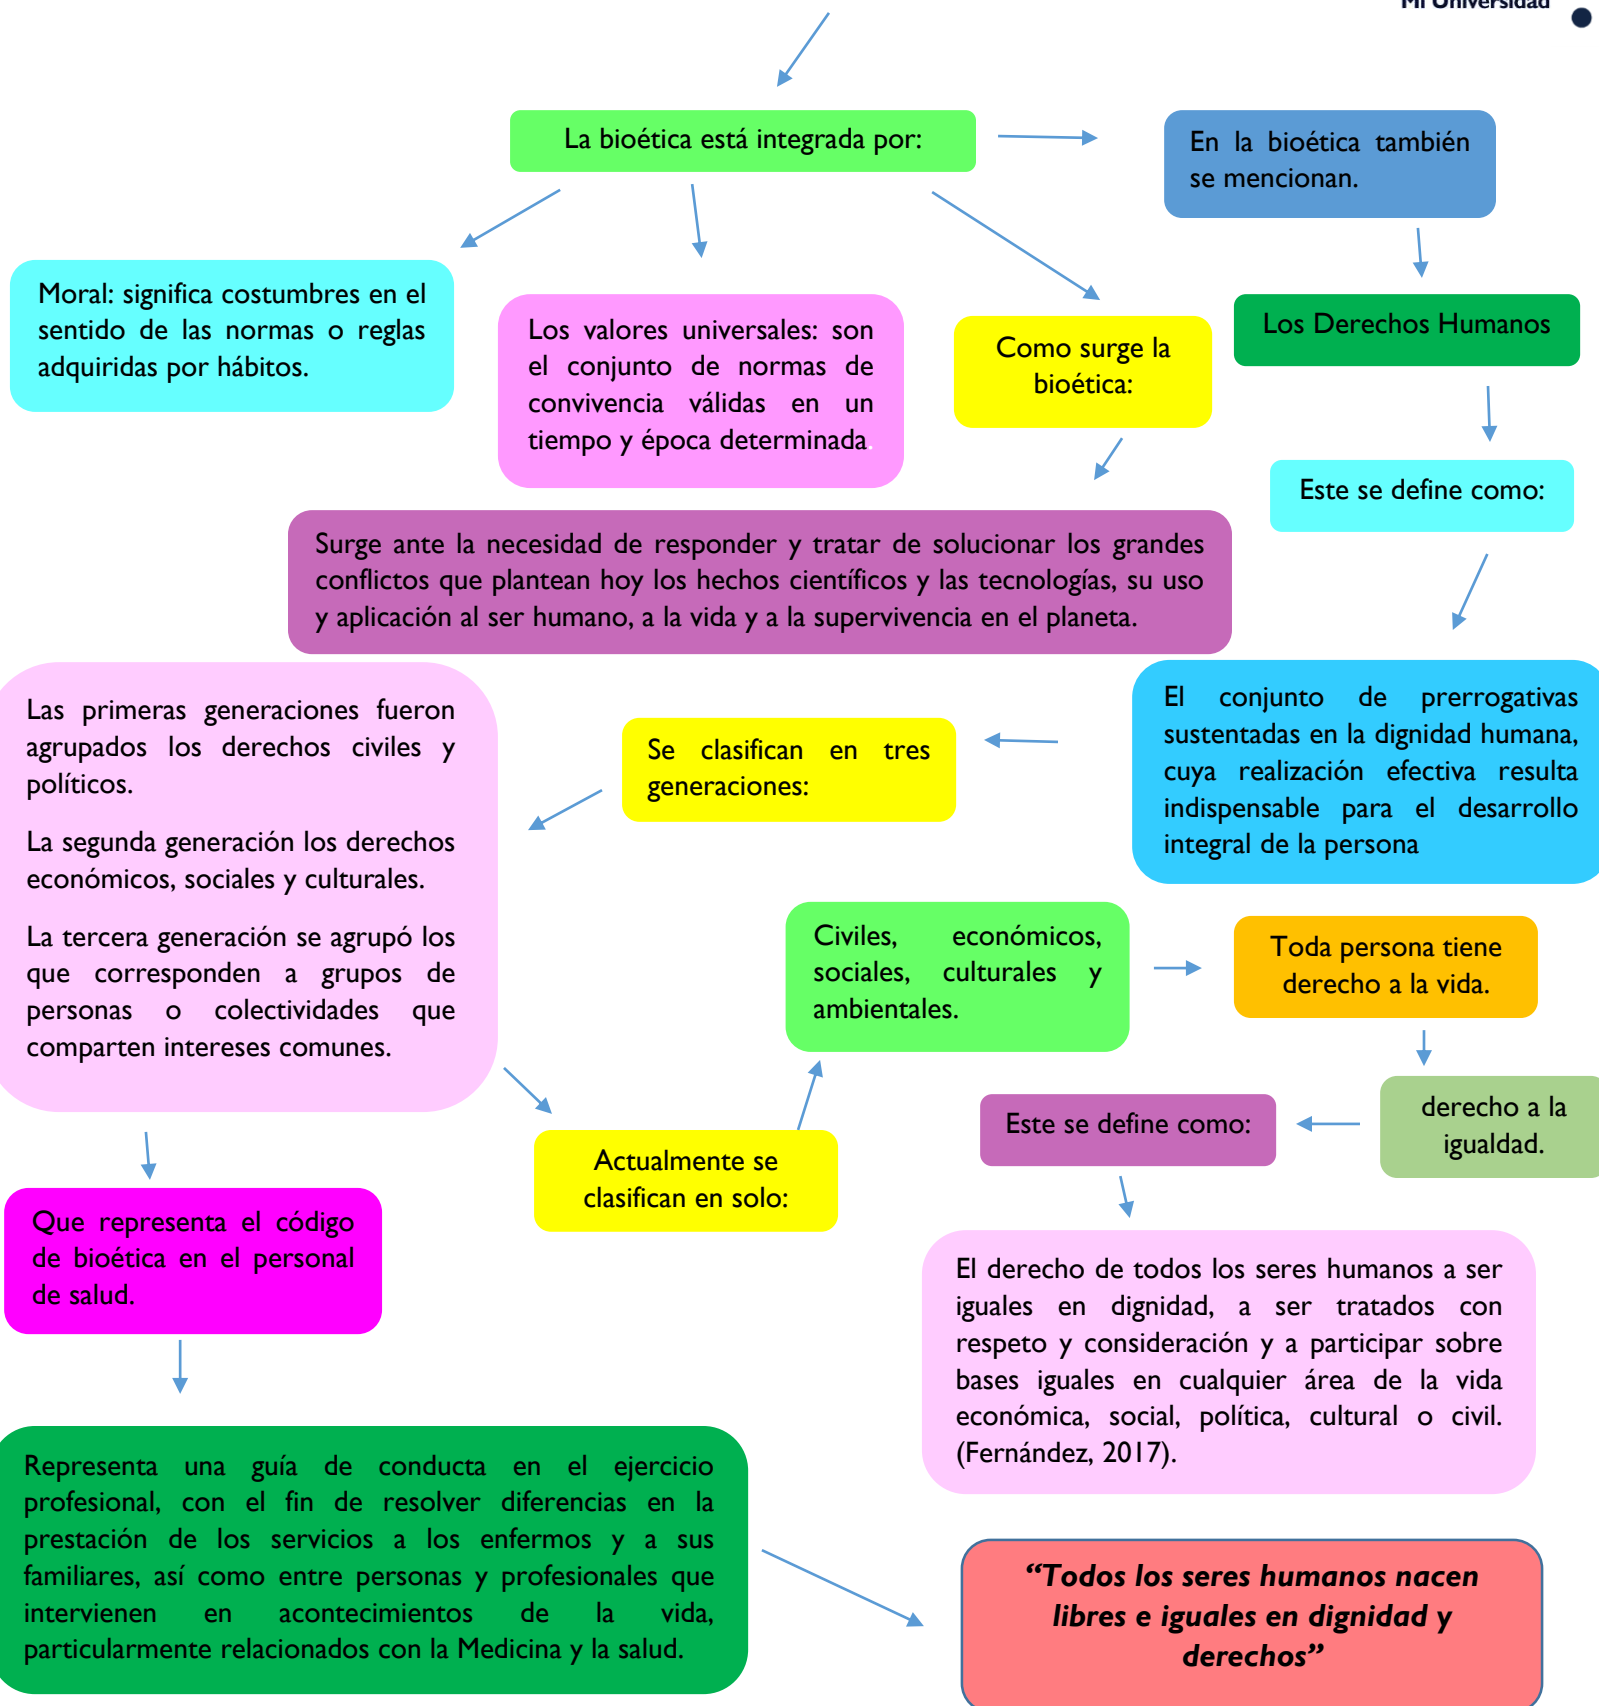 Mi Universidad
La bioética está integrada por:
En la bioética también
se mencionan.
Moral: significa costumbres en el
sentido de las normas o reglas
adquiridas por hábitos.
Los valores universales: son
el conjunto de normas de
convivencia válidas en un
tiempo y época determinada.
Como surge la
bioética:
Los Derechos Humanos
Este se define como:
Surge ante la necesidad de responder y tratar de solucionar los grandes
conflictos que plantean hoy los hechos científicos y las tecnologías, su uso
y aplicación al ser humano, a la vida y a la supervivencia en el planeta.
El conjunto de prerrogativas
sustentadas en la dignidad humana,
cuya realización efectiva resulta
indispensable para el desarrollo
integral de la persona
Se clasifican en tres
generaciones:
Las primeras generaciones fueron
agrupados los derechos civiles y
políticos.
La segunda generación los derechos
económicos, sociales y culturales.
La tercera generación se agrupó los
que corresponden a grupos de
personas o colectividades que
comparten intereses comunes.
Civiles, económicos,
sociales, culturales y
ambientales.
Toda persona tiene
derecho a la vida.
derecho a la
igualdad.
Este se define como:
Actualmente se
clasifican en solo:
Que representa el código
de bioética en el personal
de salud.
El derecho de todos los seres humanos a ser
iguales en dignidad, a ser tratados con
respeto y consideración y a participar sobre
bases iguales en cualquier área de la vida
económica, social, política, cultural o civil.
(Fernández, 2017).
Representa una guía de conducta en el ejercicio
profesional, con el fin de resolver diferencias en la
prestación de los servicios a los enfermos y a sus
familiares, así como entre personas y profesionales que
intervienen en acontecimientos de la vida,
particularmente relacionados con la Medicina y la salud.
“Todos los seres humanos nacen
libres e iguales en dignidad y
derechos”